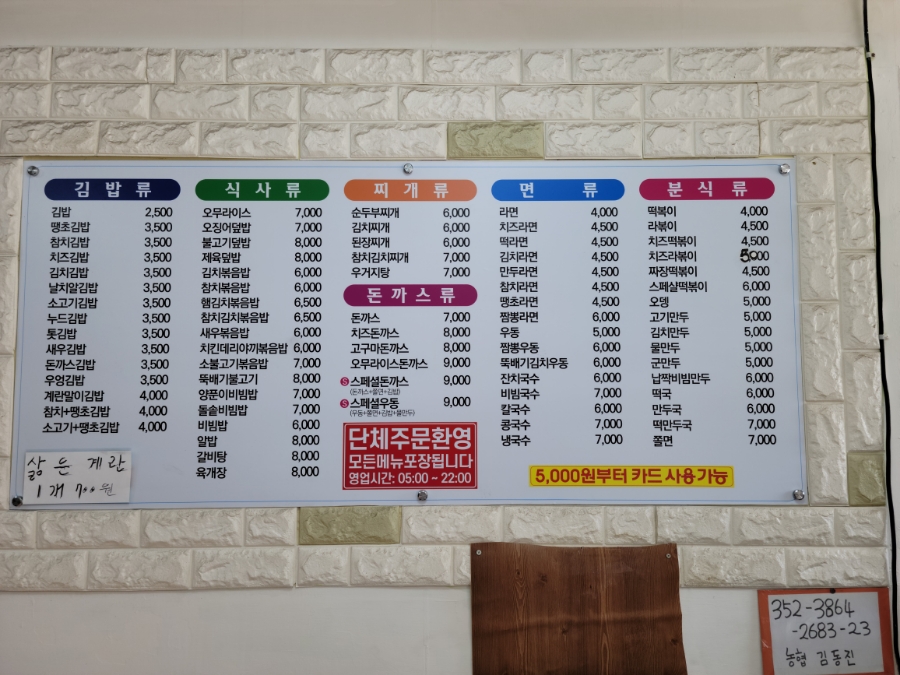 김밥류
김밥 2,500
땡초김밥 3,500
참치김밥 3,500
치즈김밥 3,500
김치김밥 3,500
날치알김밥 3,500
소고기김밥 3,500
누드김밥 3,500
돗김밥 3,500
새우김밥 3,500
돈까스김밥 3,500
우엉김밥 3,500
계란말이김밥 4,000
참치+땡초김밥 4,000
소고기+땡초김밥 4,000
삶은 계란
1개 700원
식사류
오무라이스 7,000
오징어덮밥 7,000
불고기덮밥 8,000
제육덮밥 8,000
김치볶음밥 6,000
참치볶음밥 6,000
햄김치볶음밥 6,500
참치김치볶음밥 6,500
새우볶음밥 6,000
치킨데리야끼볶음밥 6,000
소불고기볶음밥 7,000
뚝배기불고기 8,000
양푼이비빔밥 7,000
돌솥비빔밥 7,000
비빔밥 6,000
알밥 8,000
갈비탕 8,000
육개장 8,000
찌개류
순두부찌개 6,000
김치찌개 6,000
된장찌개 6,000
참치김치찌개 7,000
우거지탕 7,000
돈까스류
돈까스 7,000
치즈돈까스 8,000
고구마돈까스 8,000
오무라이스돈까스 9,000
S 스페셜돈까스 9,000
(돈까스+쫄면+김밥)
S 스페셜우동 9,000
(우동+쫄면+김밥+물만두)
단체주문환영
모든메뉴포장됩니다
영업시간: 05:00 ~ 22:00
면류
라면 4,000
치즈라면 4,500
떡라면 4,500
김치라면 4,500
만두라면 4,500
참치라면 4,500
땡초라면 4,500
짬뽕라면 6,000
우동 5,000
짬뽕우동 6,000
뚝배기김치우동 6,000
잔치국수 6,000
비빔국수 7,000
칼국수 6,000
콩국수 7,000
냉국수 7,000
분식류
떡볶이 4,000
라볶이 4,500
치즈떡볶이 4,500
치즈라볶이 5000
짜장떡볶이 4,500
스페샬떡볶이 6,000
오뎅 5,000
고기만두 5,000
김치만두 5,000
물만두 5,000
군만두 5,000
납짝비빔만두 6,000
떡국 6,000
만두국 6,000
떡만두국 7,000
쫄면 7,000
5,000원부터 카드 사용가능
352-3864
-2683-23
농협 김동진